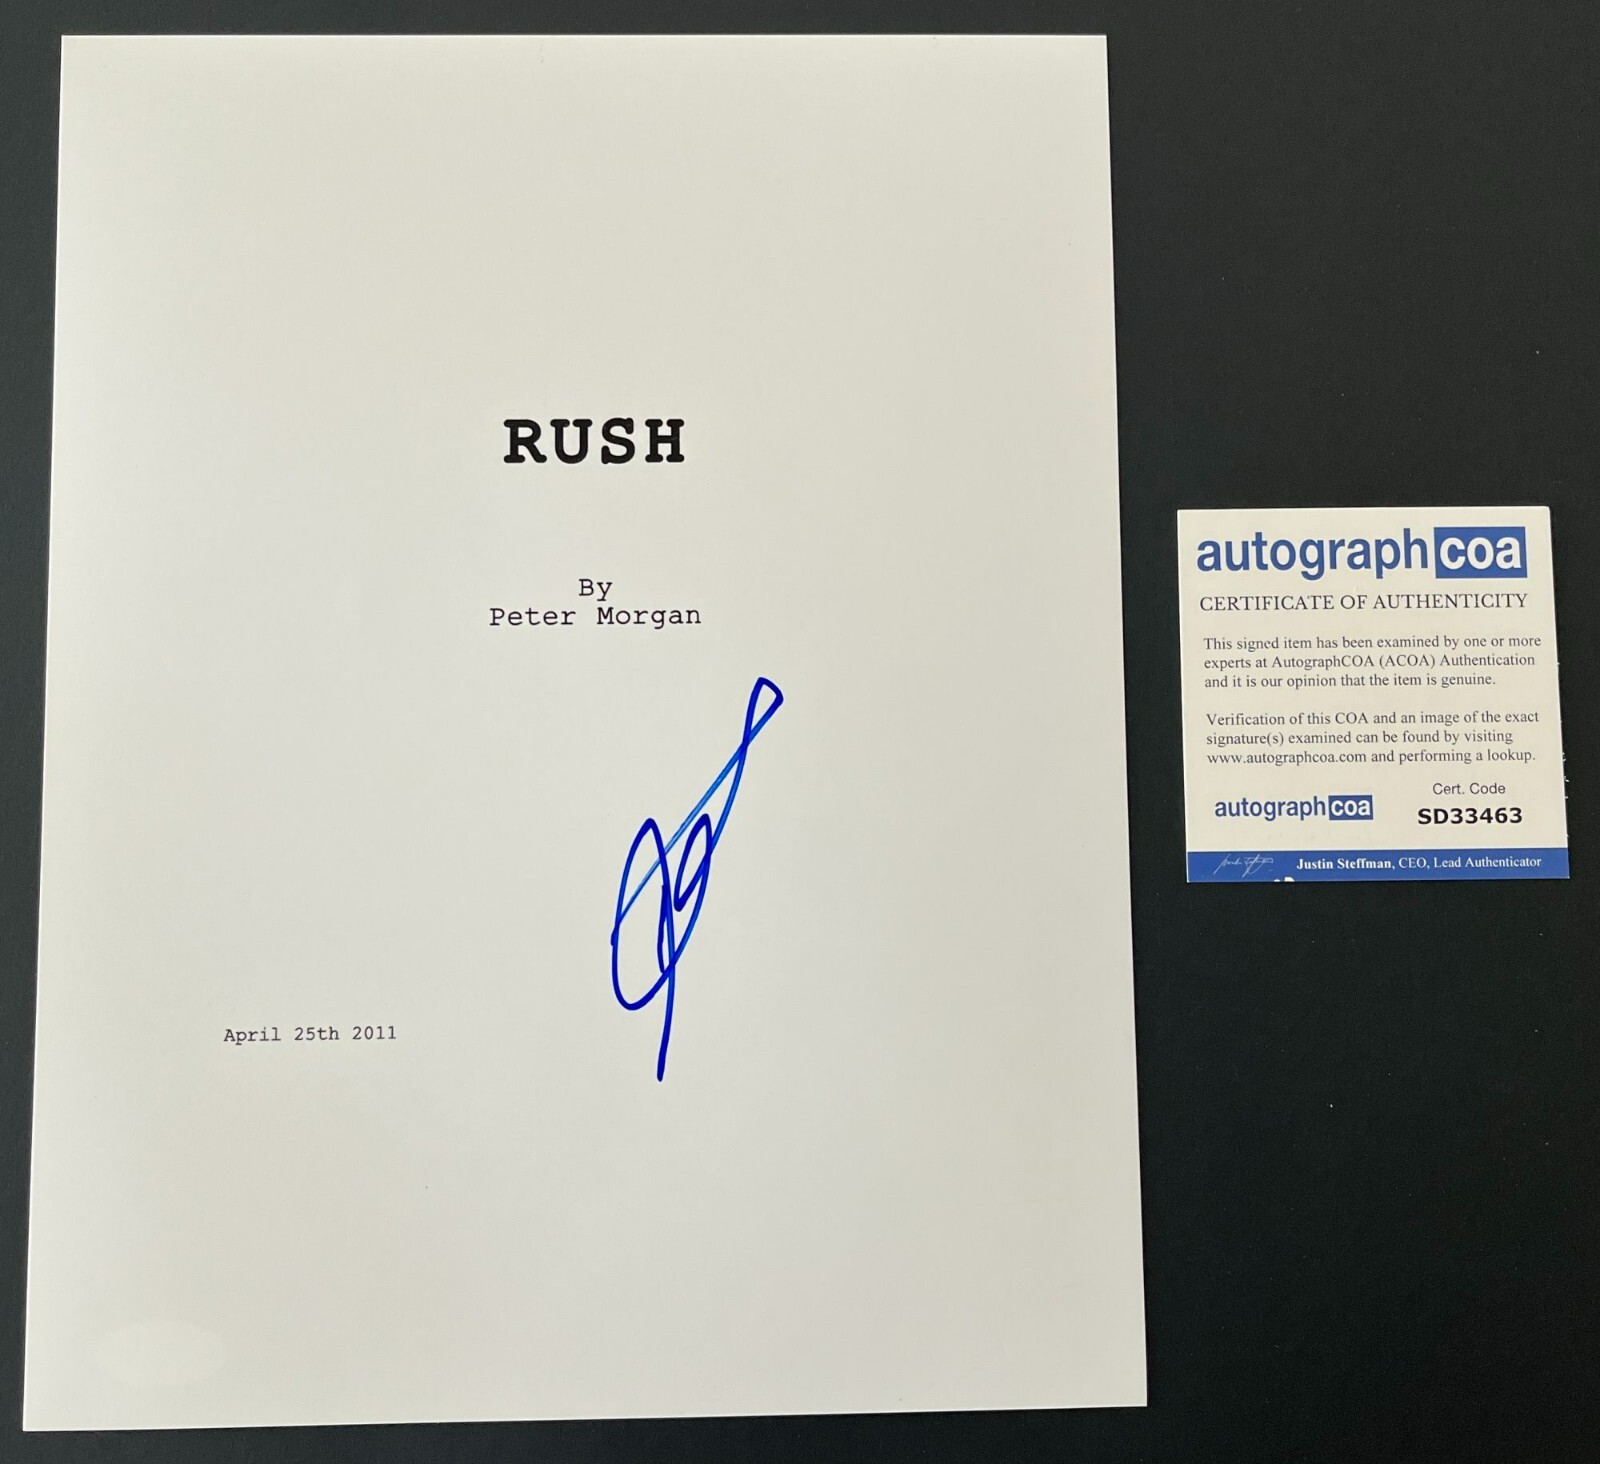 RUSH
By
Peter Morgan
April 25th 2011
autographcoa
CERTIFICATE OF AUTHENTICITY
This signed item has been examined by one or more
experts at AutographCOA (ACOA) Authentication
and it is our opinion that the item is genuine.
Verification of this COA and an image of the exact
signature(s) examined can be found by visiting
www.autographcoa.com and performing a lookup.
autographcoa
Cert. Code
SD33463
Justin Steffman, CEO, Lead Authenticator